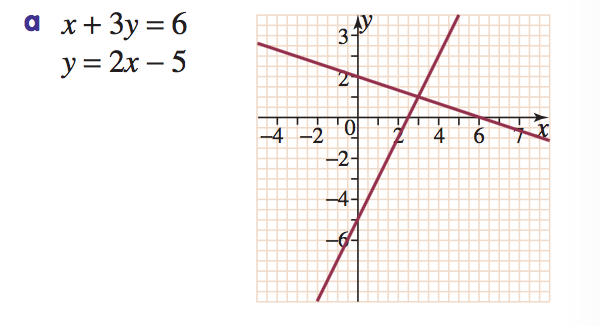 a x + 3y = 6
y = 2x – 5
y
3
2
–4 –2 0 2 4 6 7 x
–2
–4
–6